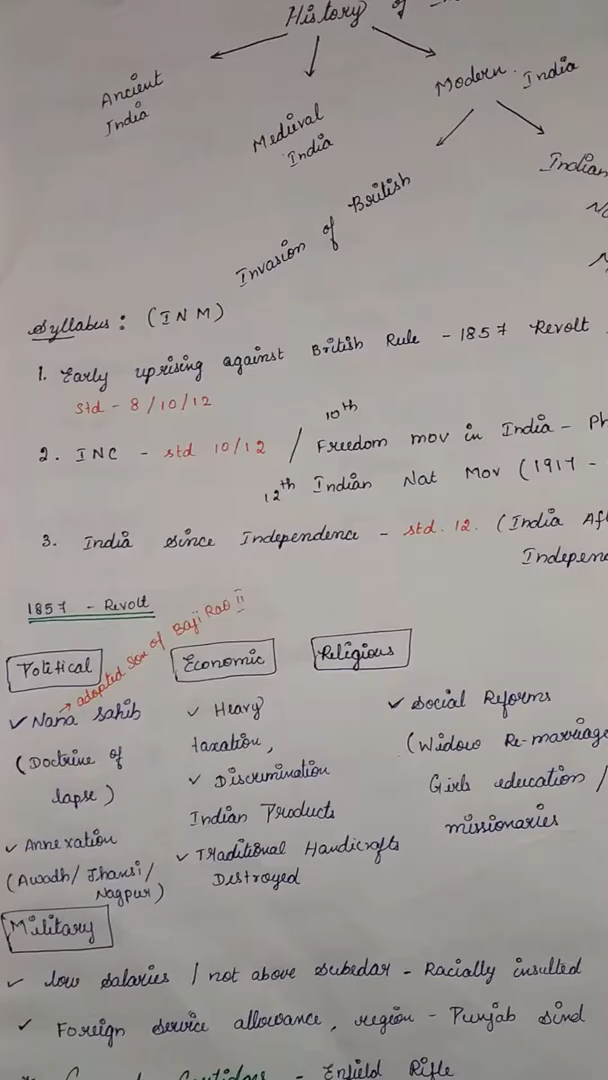 History of
Ancient
India
Medieval
India
Modern India
Invasion of British
Indian
Syllabus : (INM)
1. Early uprising against British Rule - 1857 Revolt
Std - 8/10/12
2. INC - std 10/12 / 10th Freedom mov in India - Ph
12th Indian Nat Mov (1917 -
3. India Since Independence - std. 12. (India Aft
Independen
1857 - Revolt
Political
Economic
Religious
→ adopted son of Baji Rao II
✓ Nana Sahib
(Doctrine of
lapse)
✓ Annexation
(Awadh/ Jhansi/
Nagpur)
✓ Heavy
taxation,
✓ Discrimination
Indian Products
✓ Traditional Handicrafts
Destroyed
✓ Social Reforms
(Widow Re-marriage
Girls education /
missionaries
Military
✓ low salaries / not above subedar - Racially insulted
✓ Foreign Service allowance, region - Punjab Sind
- Enfield Rifle